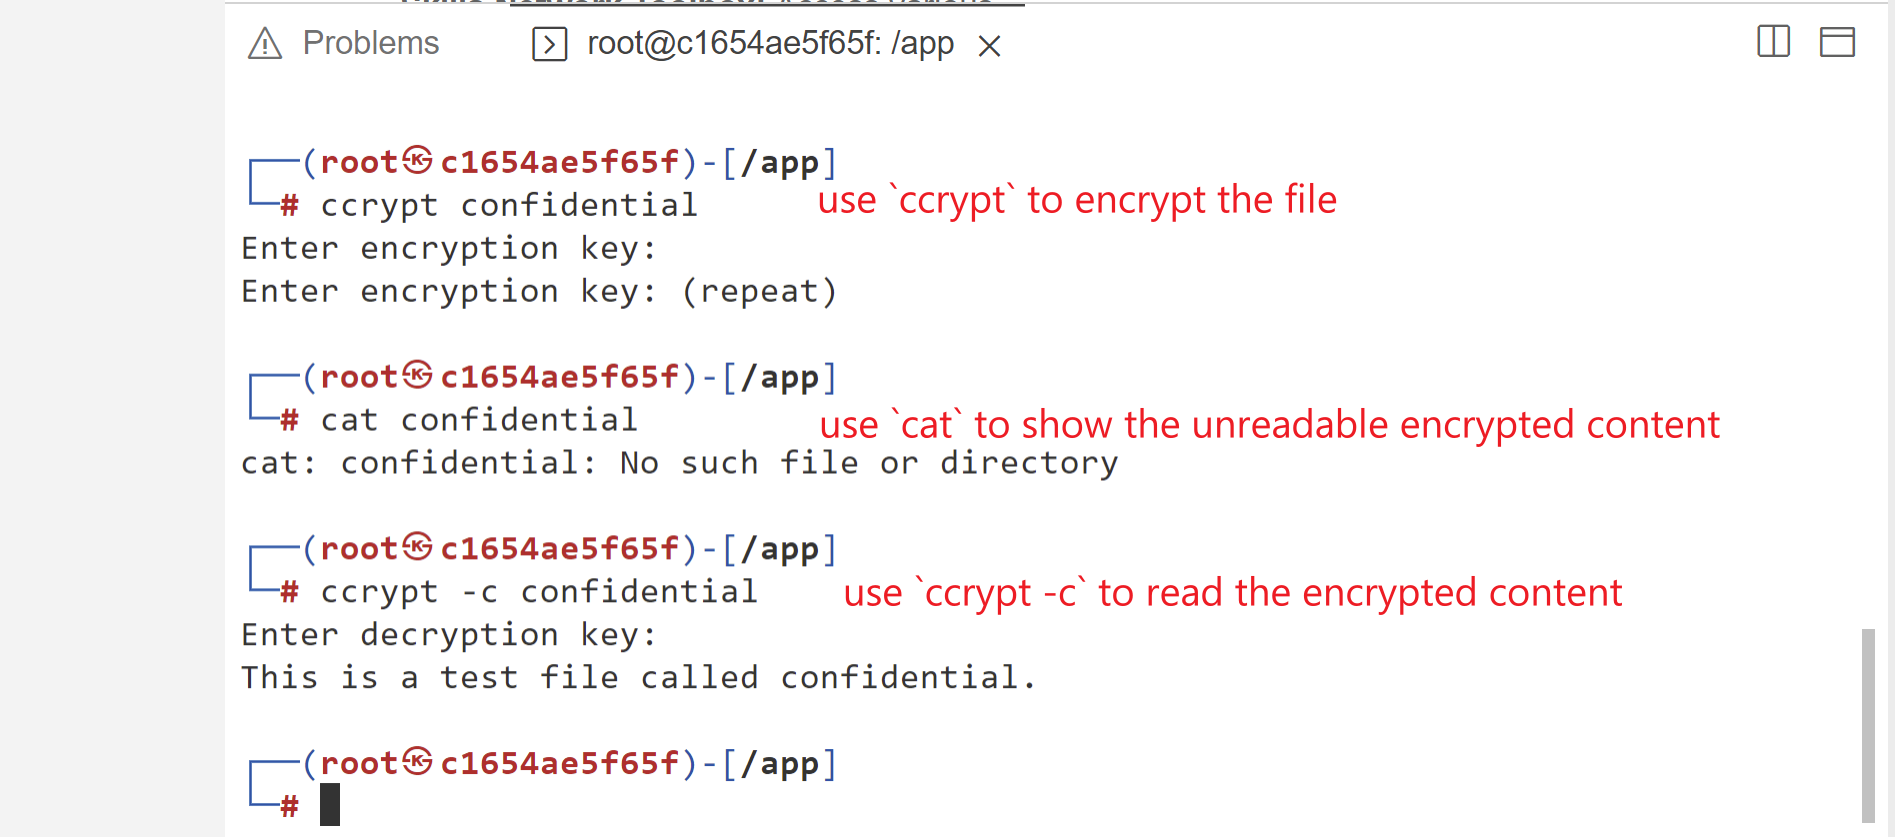 Problems root@c1654ae5f65f: /app
┌──(root㉿c1654ae5f65f)-[/app]
└─# ccrypt confidential use `ccrypt` to encrypt the file
Enter encryption key:
Enter encryption key: (repeat)
┌──(root㉿c1654ae5f65f)-[/app]
└─# cat confidential use `cat` to show the unreadable encrypted content
cat: confidential: No such file or directory
┌──(root㉿c1654ae5f65f)-[/app]
└─# ccrypt -c confidential use `ccrypt -c` to read the encrypted content
Enter decryption key:
This is a test file called confidential.
┌──(root㉿c1654ae5f65f)-[/app]
└─#